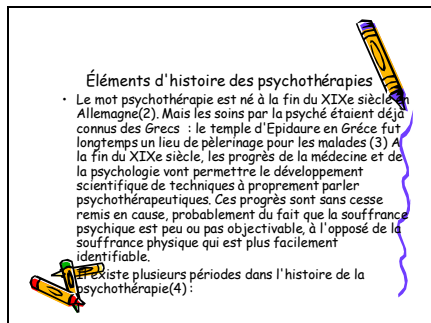 Éléments d'histoire des psychothérapies
• Le mot psychothérapie est né à la fin du XIXe siècle en
Allemagne(2). Mais les soins par la psyché étaient déjà
connus des Grecs : le temple d'Epidaure en Gréce fut
longtemps un lieu de pèlerinage pour les malades (3) A
la fin du XIXe siècle, les progrès de la médecine et de
la psychologie vont permettre le développement
scientifique de techniques à proprement parler
psychothérapeutiques. Ces progrès sont sans cesse
remis en cause, probablement du fait que la souffrance
psychique est peu ou pas objectivable, à l'opposé de la
souffrance physique qui est plus facilement
identifiable.
Il existe plusieurs périodes dans l'histoire de la
psychothérapie(4) :